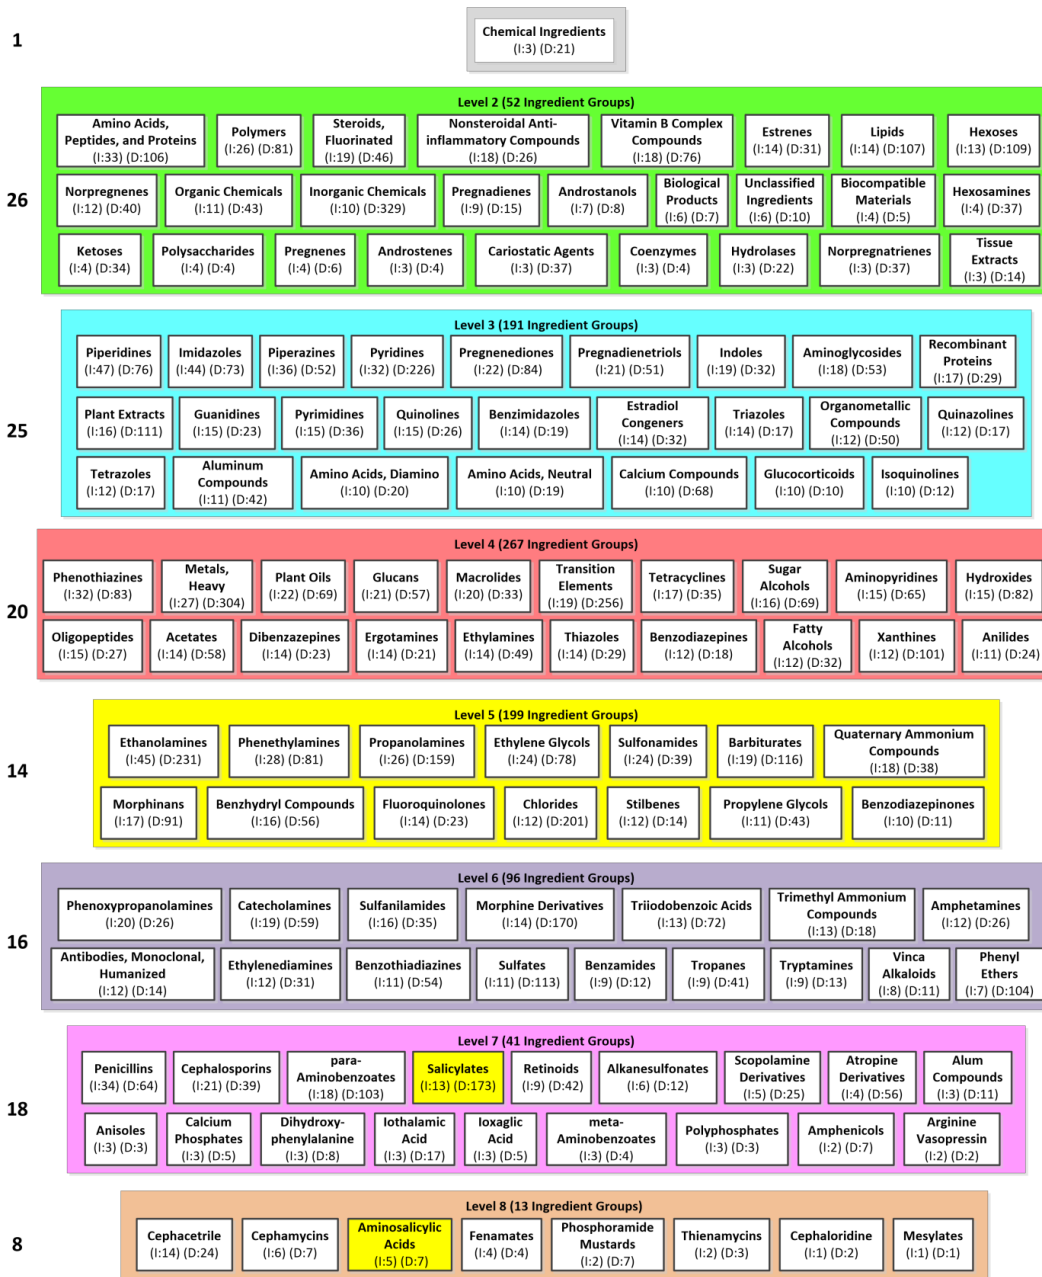 1
Chemical Ingredients
(I:3) (D:21)
Level 2 (52 Ingredient Groups)
26
Amino Acids,
Peptides, and Proteins
(I:33) (D:106)
Polymers
(I:26) (D:81)
Steroids,
Fluorinated
(I:19) (D:46)
Nonsteroidal Anti-
inflammatory Compounds
(I:18) (D:26)
Vitamin B Complex
Compounds
(I:18) (D:76)
Estrenes
(I:14) (D:31)
Lipids
(I:14) (D:107)
Hexoses
(I:13) (D:109)
Norpregnenes
(I:12) (D:40)
Organic Chemicals
(I:11) (D:43)
Inorganic Chemicals
(I:10) (D:329)
Pregnadienes
(I:9) (D:15)
Androstanols
(I:7) (D:8)
Biological
Products
(I:6) (D:7)
Unclassified
Ingredients
(I:6) (D:10)
Biocompatible
Materials
(I:4) (D:5)
Hexosamines
(I:4) (D:37)
Ketoses
(I:4) (D:34)
Polysaccharides
(I:4) (D:4)
Pregnenes
(I:4) (D:6)
Androstenes
(I:3) (D:4)
Cariostatic Agents
(I:3) (D:37)
Coenzymes
(I:3) (D:4)
Hydrolases
(I:3) (D:22)
Norpregnatrienes
(I:3) (D:37)
Tissue
Extracts
(I:3) (D:14)
Level 3 (191 Ingredient Groups)
25
Piperidines
(I:47) (D:76)
Imidazoles
(I:44) (D:73)
Piperazines
(I:36) (D:52)
Pyridines
(I:32) (D:226)
Pregnenediones
(I:22) (D:84)
Pregnadienetriols
(I:21) (D:51)
Indoles
(I:19) (D:32)
Aminoglycosides
(I:18) (D:53)
Recombinant
Proteins
(I:17) (D:29)
Plant Extracts
(I:16) (D:111)
Guanidines
(I:15) (D:23)
Pyrimidines
(I:15) (D:36)
Quinolines
(I:15) (D:26)
Benzimidazoles
(I:14) (D:19)
Estradiol
Congeners
(I:14) (D:32)
Triazoles
(I:14) (D:17)
Organometallic
Compounds
(I:12) (D:50)
Quinazolines
(I:12) (D:17)
Tetrazoles
(I:12) (D:17)
Aluminum
Compounds
(I:11) (D:42)
Amino Acids, Diamino
(I:10) (D:20)
Amino Acids, Neutral
(I:10) (D:19)
Calcium Compounds
(I:10) (D:68)
Glucocorticoids
(I:10) (D:10)
Isoquinolines
(I:10) (D:12)
Level 4 (267 Ingredient Groups)
20
Phenothiazines
(I:32) (D:83)
Metals,
Heavy
(I:27) (D:304)
Plant Oils
(I:22) (D:69)
Glucans
(I:21) (D:57)
Macrolides
(I:20) (D:33)
Transition
Elements
(I:19) (D:256)
Tetracyclines
(I:17) (D:35)
Sugar
Alcohols
(I:16) (D:69)
Aminopyridines
(I:15) (D:65)
Hydroxides
(I:15) (D:82)
Oligopeptides
(I:15) (D:27)
Acetates
(I:14) (D:58)
Dibenzazepines
(I:14) (D:23)
Ergotamines
(I:14) (D:21)
Ethylamines
(I:14) (D:49)
Thiazoles
(I:14) (D:29)
Benzodiazepines
(I:12) (D:18)
Fatty
Alcohols
(I:12) (D:32)
Xanthines
(I:12) (D:101)
Anilides
(I:11) (D:24)
Level 5 (199 Ingredient Groups)
14
Ethanolamines
(I:45) (D:231)
Phenethylamines
(I:28) (D:81)
Propanolamines
(I:26) (D:159)
Ethylene Glycols
(I:24) (D:78)
Sulfonamides
(I:24) (D:39)
Barbiturates
(I:19) (D:116)
Quaternary Ammonium
Compounds
(I:18) (D:38)
Morphinans
(I:17) (D:91)
Benzhydryl Compounds
(I:16) (D:56)
Fluoroquinolones
(I:14) (D:23)
Chlorides
(I:12) (D:201)
Stilbenes
(I:12) (D:14)
Propylene Glycols
(I:11) (D:43)
Benzodiazepinones
(I:10) (D:11)
Level 6 (96 Ingredient Groups)
16
Phenoxypropanolamines
(I:20) (D:26)
Catecholamines
(I:19) (D:59)
Sulfanilamides
(I:16) (D:35)
Morphine Derivatives
(I:14) (D:170)
Triiodobenzoic Acids
(I:13) (D:72)
Trimethyl Ammonium
Compounds
(I:13) (D:18)
Amphetamines
(I:12) (D:26)
Antibodies, Monoclonal,
Humanized
(I:12) (D:14)
Ethylenediamines
(I:12) (D:31)
Benzothiadiazines
(I:11) (D:54)
Sulfates
(I:11) (D:113)
Benzamides
(I:9) (D:12)
Tropanes
(I:9) (D:41)
Tryptamines
(I:9) (D:13)
Vinca
Alkaloids
(I:8) (D:11)
Phenyl
Ethers
(I:7) (D:104)
Level 7 (41 Ingredient Groups)
18
Penicillins
(I:34) (D:64)
Cephalosporins
(I:21) (D:39)
para-
Aminobenzoates
(I:18) (D:103)
Salicylates
(I:13) (D:173)
Retinoids
(I:9) (D:42)
Alkanesulfonates
(I:6) (D:12)
Scopolamine
Derivatives
(I:5) (D:25)
Atropine
Derivatives
(I:4) (D:56)
Alum
Compounds
(I:3) (D:11)
Anisoles
(I:3) (D:3)
Calcium
Phosphates
(I:3) (D:5)
Dihydroxy-
phenylalanine
(I:3) (D:8)
Iothalamic
Acid
(I:3) (D:17)
Ioxaglic
Acid
(I:3) (D:5)
meta-
Aminobenzoates
(I:3) (D:4)
Polyphosphates
(I:3) (D:3)
Amphenicols
(I:2) (D:7)
Arginine
Vasopressin
(I:2) (D:2)
Level 8 (13 Ingredient Groups)
8
Cephacetrile
(I:14) (D:24)
Cephamycins
(I:6) (D:7)
Aminosalicylic
Acids
(I:5) (D:7)
Fenamates
(I:4) (D:4)
Phosphoramide
Mustards
(I:2) (D:7)
Thienamycins
(I:2) (D:3)
Cephaloridine
(I:1) (D:2)
Mesylates
(I:1) (D:1)